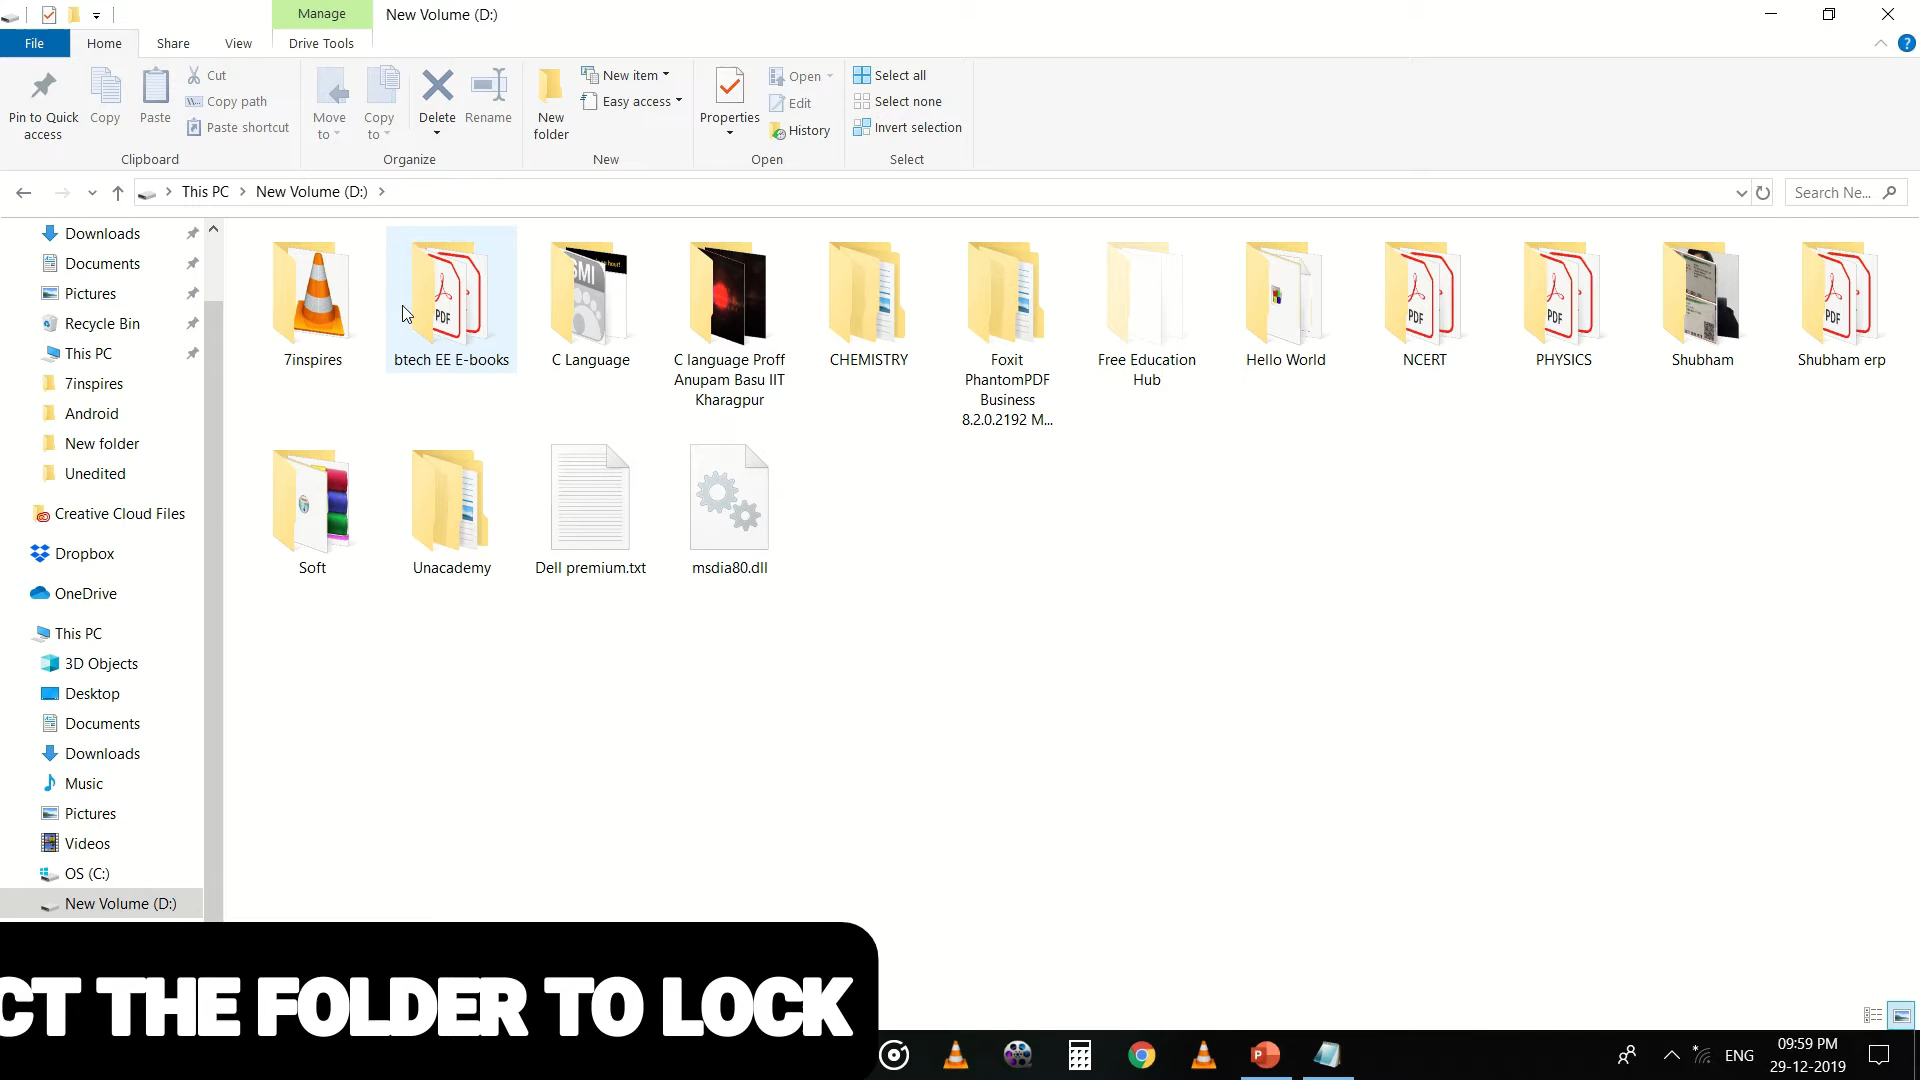 Manage
New Volume (D:)
File
Home
Share
View
Drive Tools
Pin to Quick
access
Copy
Paste
Cut
Copy path
Paste shortcut
Clipboard
Move
to
Copy
to
Delete
Rename
Organize
New
folder
New item
Easy access
New
Properties
Open
Edit
History
Open
Select all
Select none
Invert selection
Select
This PC
New Volume (D:)
Search Ne...
Downloads
Documents
Pictures
Recycle Bin
This PC
7inspires
Android
New folder
Unedited
Creative Cloud Files
Dropbox
OneDrive
This PC
3D Objects
Desktop
Documents
Downloads
Music
Pictures
Videos
OS (C:)
New Volume (D:)
7inspires
PDF
btech EE E-books
SMI
C Language
C language Proff
Anupam Basu IIT
Kharagpur
CHEMISTRY
Foxit
PhantomPDF
Business
8.2.0.2192 M...
Free Education
Hub
Hello World
PDF
NCERT
PDF
PHYSICS
Shubham
PDF
Shubham erp
Soft
Unacademy
Dell premium.txt
msdia80.dll
CT THE FOLDER TO LOCK
ENG
09:59 PM
29-12-2019